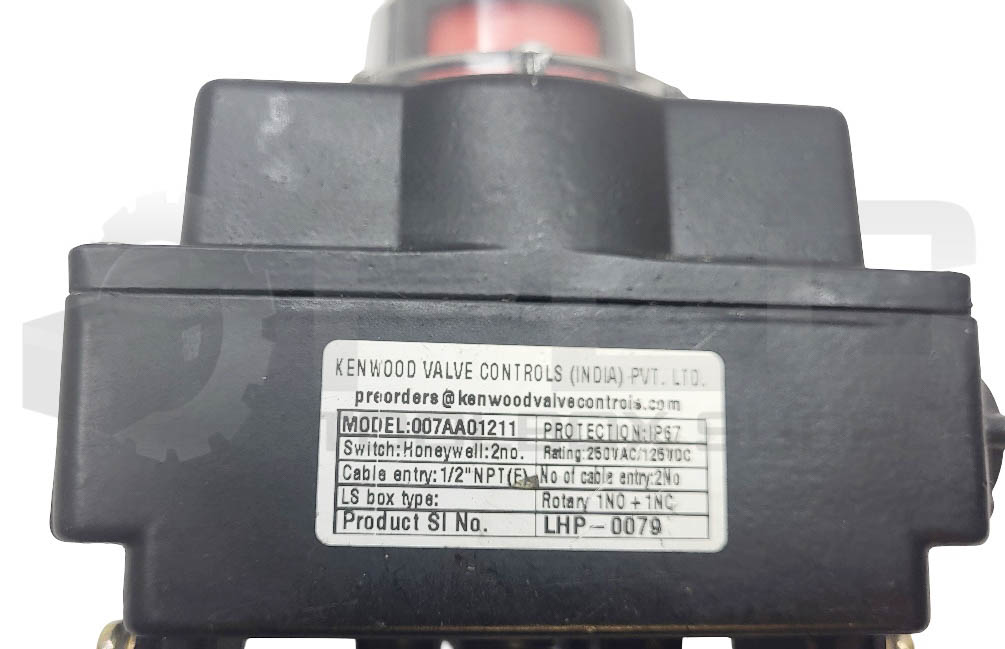 KENWOOD VALVE CONTROLS (INDIA) PVT. LTD.
preorders@kenwoodvalvecontrols.com
MODEL:007AA01211 PROTECTION:IP67
Switch:Honeywell:2no. Rating:250VAC/125VDC
Cable entry:1/2"NPT(F) No of cable entry:2No
LS box type: Rotary 1NO + 1NC
Product SI No. LHP-0079